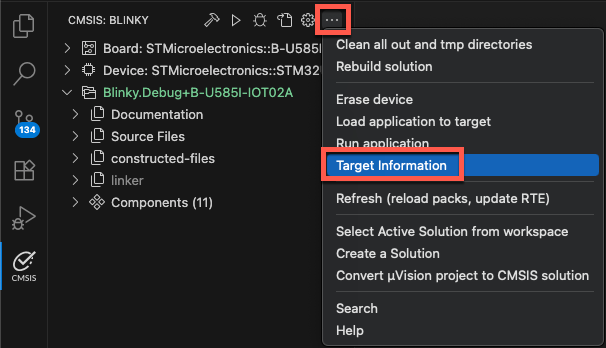 CMSIS: BLINKY
Board: STMicroelectronics::B-U585I
Device: STMicroelectronics::STM32U
Blinky.Debug+B-U585I-IOT02A
Documentation
Source Files
constructed-files
linker
Components (11)
134
CMSIS
Clean all out and tmp directories
Rebuild solution
Erase device
Load application to target
Run application
Target Information
Refresh (reload packs, update RTE)
Select Active Solution from workspace
Create a Solution
Convert µVision project to CMSIS solution
Search
Help